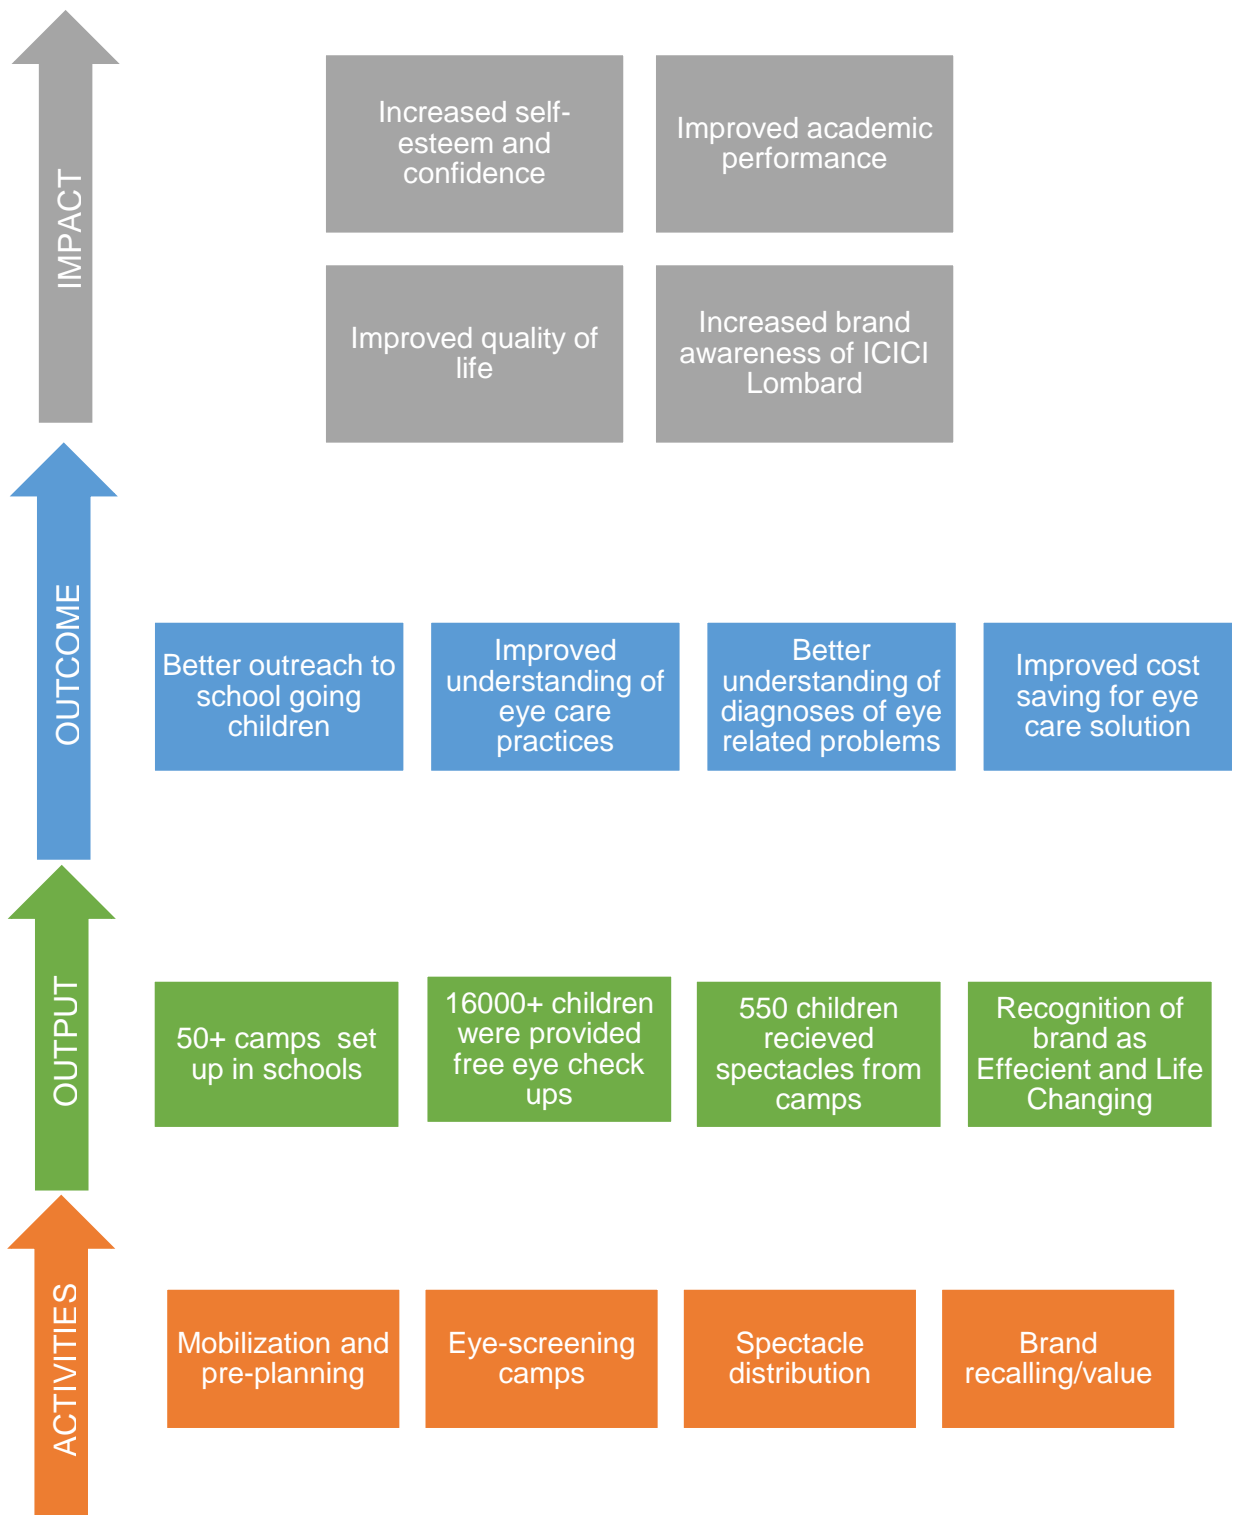 IMPACT
Increased self-
esteem and
confidence
Improved academic
performance
Improved quality of
life
Increased brand
awareness of ICICI
Lombard
OUTCOME
Better outreach to
school going
children
Improved
understanding of
eye care
practices
Better
understanding of
diagnoses of eye
related problems
Improved cost
saving for eye
care solution
OUTPUT
50+ camps  set
up in schools
16000+ children
were provided
free eye check
ups
550 children
recieved
spectacles from
camps
Recognition of
brand as
Effecient and Life
Changing
ACTIVITIES
Mobilization and
pre-planning
Eye-screening
camps
Spectacle
distribution
Brand
recalling/value